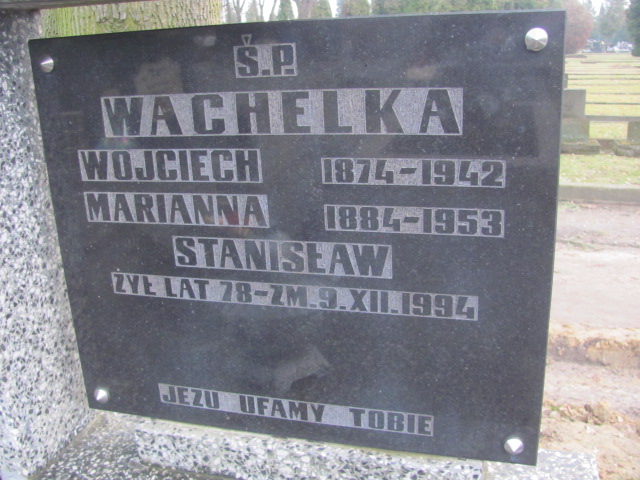 Ś.P.
WACHELKA
WOJCIECH 1874-1942
MARIANNA 1884-1953
STANISŁAW
ŻYŁ LAT 78-ZM.9.XII.1994
JEZU UFAMY TOBIE